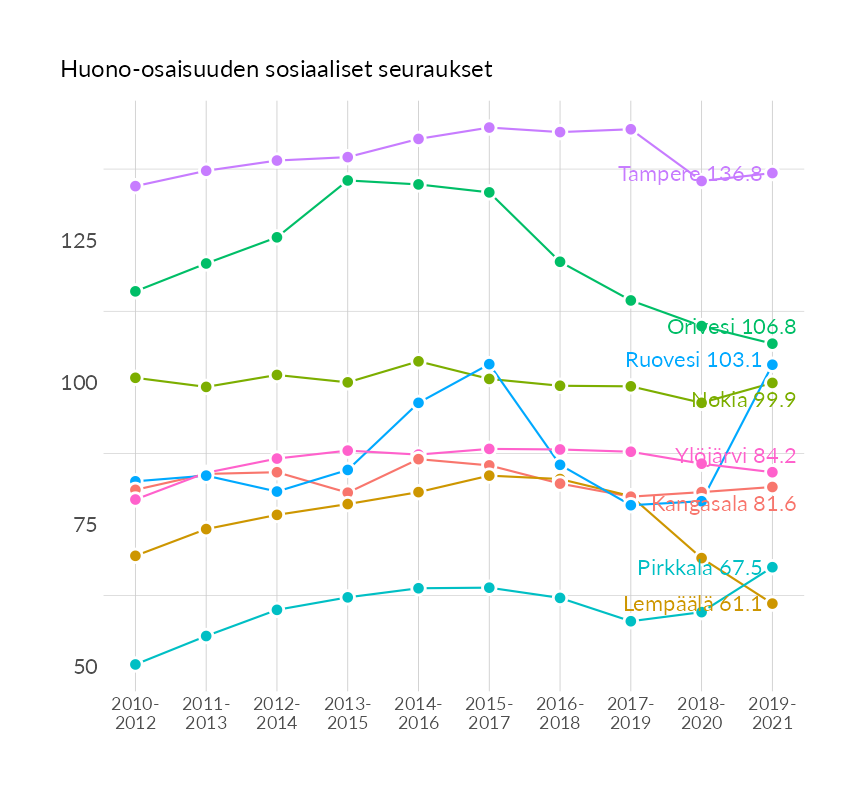 Huono-osaisuuden sosiaaliset seuraukset
Tampere 136.8
125
Orivesi 106.8
Ruovesi 103.1
100
Nokia 99.9
Ylöjärvi 84.2
Kangasala 81.6
75
Pirkkala 67.5
Lempäälä 61.1
50
2010- 2011- 2012- 2013- 2014- 2015- 2016- 2017- 2018- 2019-
2012 2013 2014 2015 2016 2017 2018 2019 2020 2021